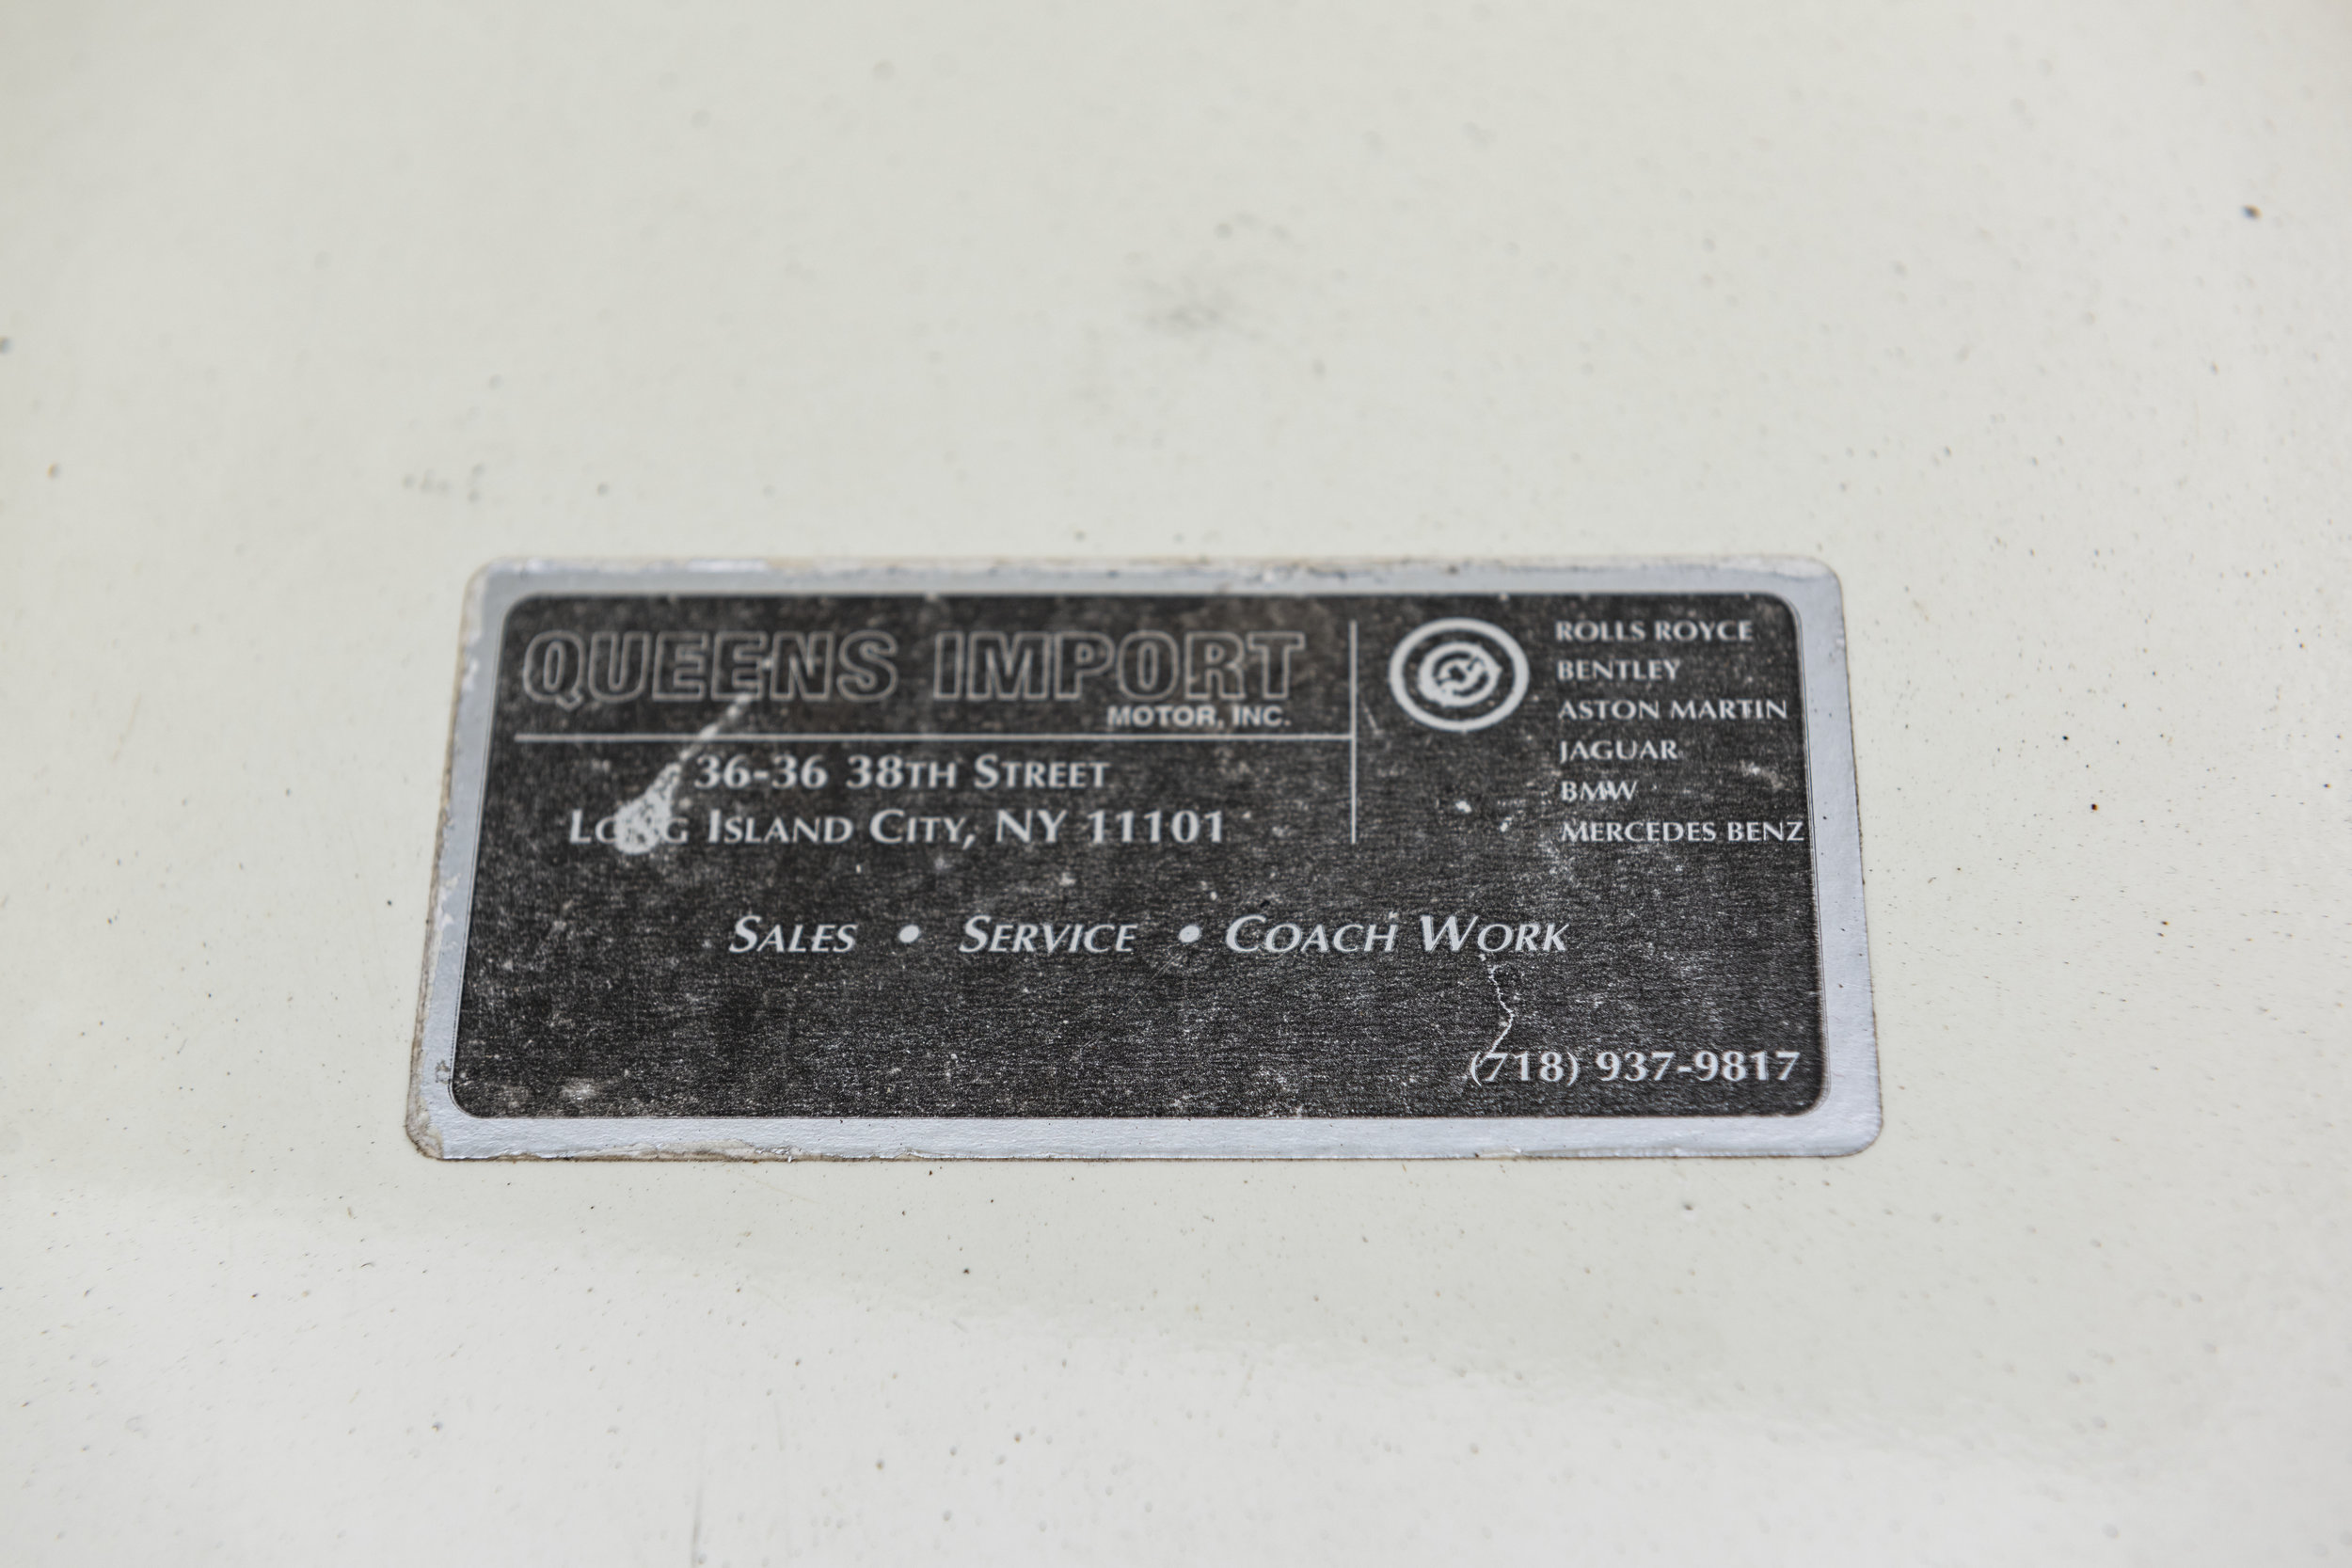 QUEENS IMPORT
MOTOR, INC.
36-36 38TH STREET
LONG ISLAND CITY, NY 11101
ROLLS ROYCE
BENTLEY
ASTON MARTIN
JAGUAR
BMW
MERCEDES BENZ
SALES • SERVICE • COACH WORK
(718) 937-9817